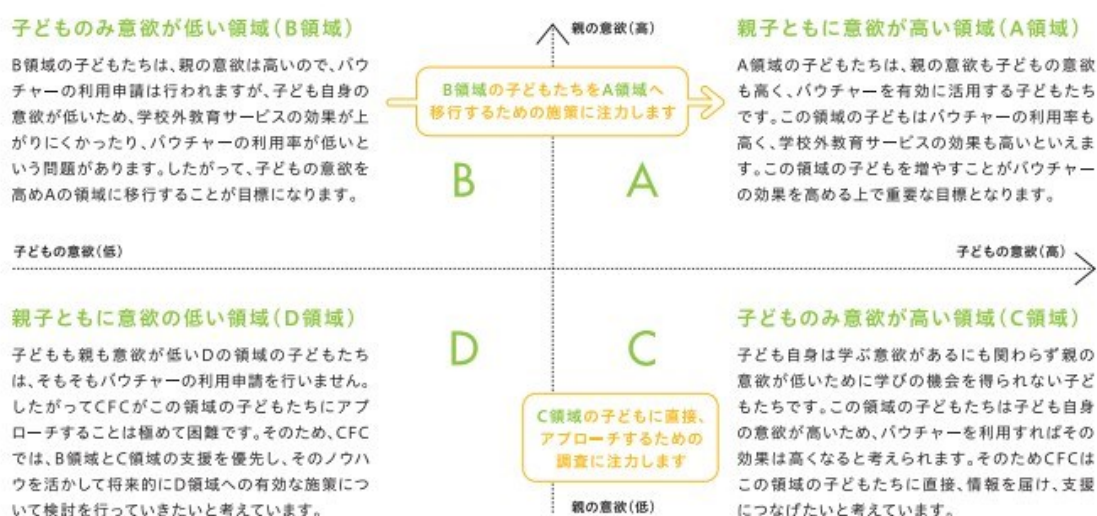 子どものみ意欲が低い領域(B領域)
B領域の子どもたちは、親の意欲は高いので、バウ
チャーの利用申請は行われますが、子ども自身の
意欲が低いため、学校外教育サービスの効果が上
がりにくかったり、バウチャーの利用率が低いと
いう問題があります。したがって、子どもの意欲を
高めAの領域に移行することが目標になります。
親の意欲(高)
B領域の子どもたちをA領域へ
移行するための施策に注力します
B
A
親子ともに意欲が高い領域(A領域)
A領域の子どもたちは、親の意欲も子どもの意欲
も高く、バウチャーを有効に活用する子どもたち
です。この領域の子どもはバウチャーの利用率も
高く、学校外教育サービスの効果も高いといえま
す。この領域の子どもを増やすことがバウチャー
の効果を高める上で重要な目標となります。
子どもの意欲(低)
子どもの意欲(高)
親子ともに意欲の低い領域(D領域)
子どもも親も意欲が低いDの領域の子どもたち
は、そもそもバウチャーの利用申請を行いません。
したがってCFCがこの領域の子どもたちにアプ
ローチすることは極めて困難です。そのため、CFC
では、B領域とC領域の支援を優先し、そのノウハ
ウを活かして将来的にD領域への有効な施策につ
いて検討を行っていきたいと考えています。
D
C
C領域の子どもに直接、
アプローチするための
調査に注力します
親の意欲(低)
子どものみ意欲が高い領域(C領域)
子ども自身は学ぶ意欲があるにも関わらず親の
意欲が低いために学びの機会を得られない子ど
もたちです。この領域の子どもたちは子ども自身
の意欲が高いため、バウチャーを利用すればその
効果は高くなると考えられます。そのためCFCは
この領域の子どもたちに直接、情報を届け、支援
につなげたいと考えています。